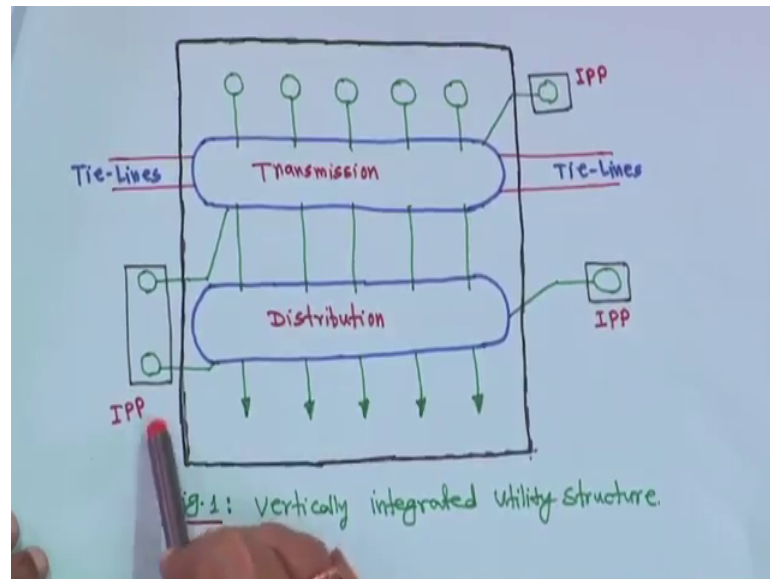 IPP
Tie-Lines
Transmission
Tie-Lines
Distribution
IPP
IPP
ig.1: Vertically integrated utility structure.